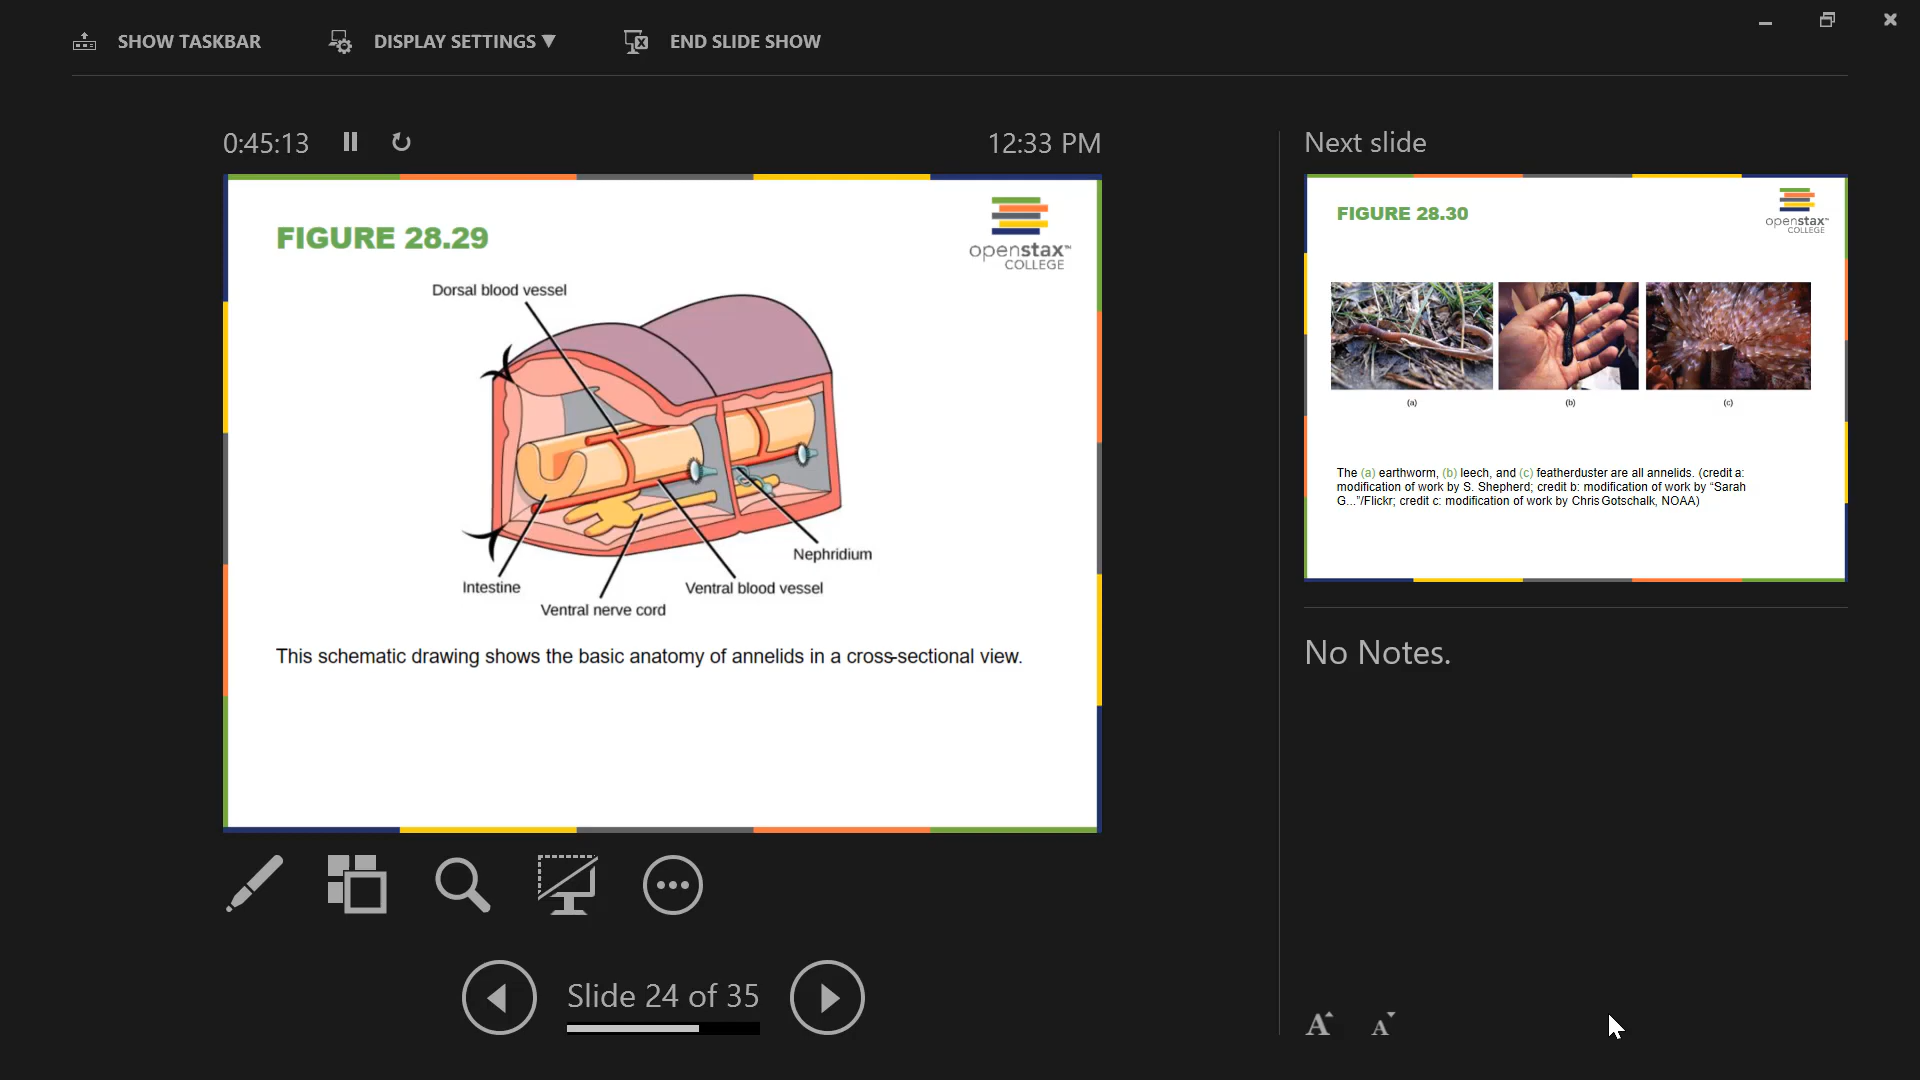 SHOW TASKBAR
DISPLAY SETTINGS ▼
END SLIDE SHOW
0:45:13
12:33 PM
FIGURE 28.29
openstax™
COLLEGE
Dorsal blood vessel
Nephridium
Intestine
Ventral blood vessel
Ventral nerve cord
This schematic drawing shows the basic anatomy of annelids in a cross-sectional view.
Slide 24 of 35
Next slide
FIGURE 28.30
openstax™
COLLEGE
(a)
(b)
(c)
The (a) earthworm, (b) leech, and (c) featherduster are all annelids. (credit a:
modification of work by S. Shepherd; credit b: modification of work by “Sarah
G...”/Flickr; credit c: modification of work by Chris Gotschalk, NOAA)
No Notes.
A
A